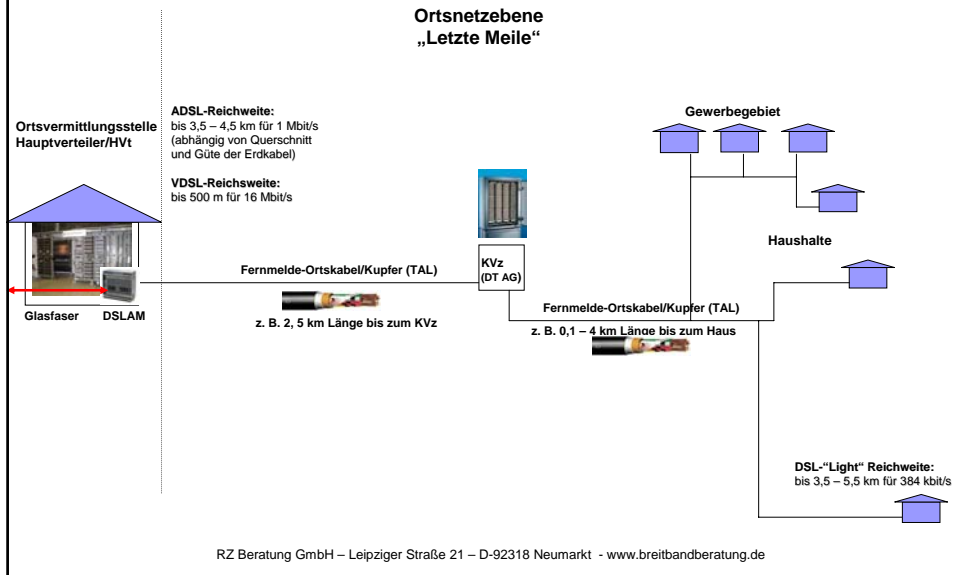 Ortsnetzebene
„Letzte Meile“
Ortsvermittlungsstelle
Hauptverteiler/HVt
ADSL-Reichweite:
bis 3,5 – 4,5 km für 1 Mbit/s
(abhängig von Querschnitt
und Güte der Erdkabel)
VDSL-Reichsweite:
bis 500 m für 16 Mbit/s
Gewerbegebiet
Haushalte
KVz
(DT AG)
Fernmelde-Ortskabel/Kupfer (TAL)
z. B. 2, 5 km Länge bis zum KVz
Fernmelde-Ortskabel/Kupfer (TAL)
z. B. 0,1 – 4 km Länge bis zum Haus
Glasfaser
DSLAM
DSL-“Light“ Reichweite:
bis 3,5 – 5,5 km für 384 kbit/s
RZ Beratung GmbH – Leipziger Straße 21 – D-92318 Neumarkt - www.breitbandberatung.de